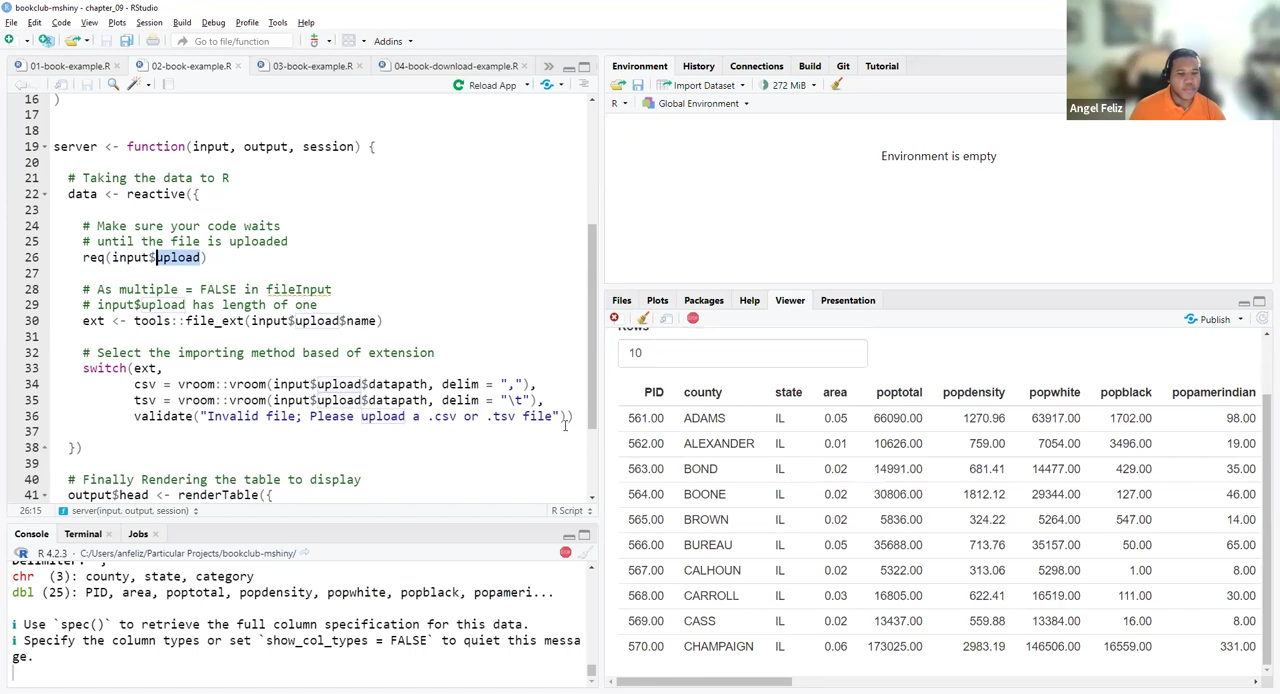 bookclub-mshiny - chapter_09 - RStudio
File Edit Code View Plots Session Build Debug Profile Tools Help
Go to file/function Addins
01-book-example.R 02-book-example.R 03-book-example.R 04-book-download-example.R
Reload App
16 )
17
18
19 server <- function(input, output, session) {
20
21 # Taking the data to R
22 data <- reactive({
23
24 # Make sure your code waits
25 # until the file is uploaded
26 req(input$upload)
27
28 # As multiple = FALSE in fileInput
29 # input$upload has length of one
30 ext <- tools::file_ext(input$upload$name)
31
32 # Select the importing method based of extension
33 switch(ext,
34 csv = vroom::vroom(input$upload$datapath, delim = ","),
35 tsv = vroom::vroom(input$upload$datapath, delim = "\t"),
36 validate("Invalid file; Please upload a .csv or .tsv file"))
37
38 })
39
40 # Finally Rendering the table to display
41 output$head <- renderTable({
26:15 server(input, output, session) R Script
Console Terminal Jobs
R 4.2.3 · C:/Users/anfeliz/Particular Projects/bookclub-mshiny/
Delimiter: ","
chr (3): county, state, category
dbl (25): PID, area, poptotal, popdensity, popwhite, popblack, popameri...
i Use `spec()` to retrieve the full column specification for this data.
i Specify the column types or set `show_col_types = FALSE` to quiet this messa
ge.
Environment History Connections Build Git Tutorial
Import Dataset 272 MiB
R Global Environment
Environment is empty
Angel Feliz
Files Plots Packages Help Viewer Presentation
Publish
Rows
10
PID county state area poptotal popdensity popwhite popblack popamerindian
561.00 ADAMS IL 0.05 66090.00 1270.96 63917.00 1702.00 98.00
562.00 ALEXANDER IL 0.01 10626.00 759.00 7054.00 3496.00 19.00
563.00 BOND IL 0.02 14991.00 681.41 14477.00 429.00 35.00
564.00 BOONE IL 0.02 30806.00 1812.12 29344.00 127.00 46.00
565.00 BROWN IL 0.02 5836.00 324.22 5264.00 547.00 14.00
566.00 BUREAU IL 0.05 35688.00 713.76 35157.00 50.00 65.00
567.00 CALHOUN IL 0.02 5322.00 313.06 5298.00 1.00 8.00
568.00 CARROLL IL 0.03 16805.00 622.41 16519.00 111.00 30.00
569.00 CASS IL 0.02 13437.00 559.88 13384.00 16.00 8.00
570.00 CHAMPAIGN IL 0.06 173025.00 2983.19 146506.00 16559.00 331.00